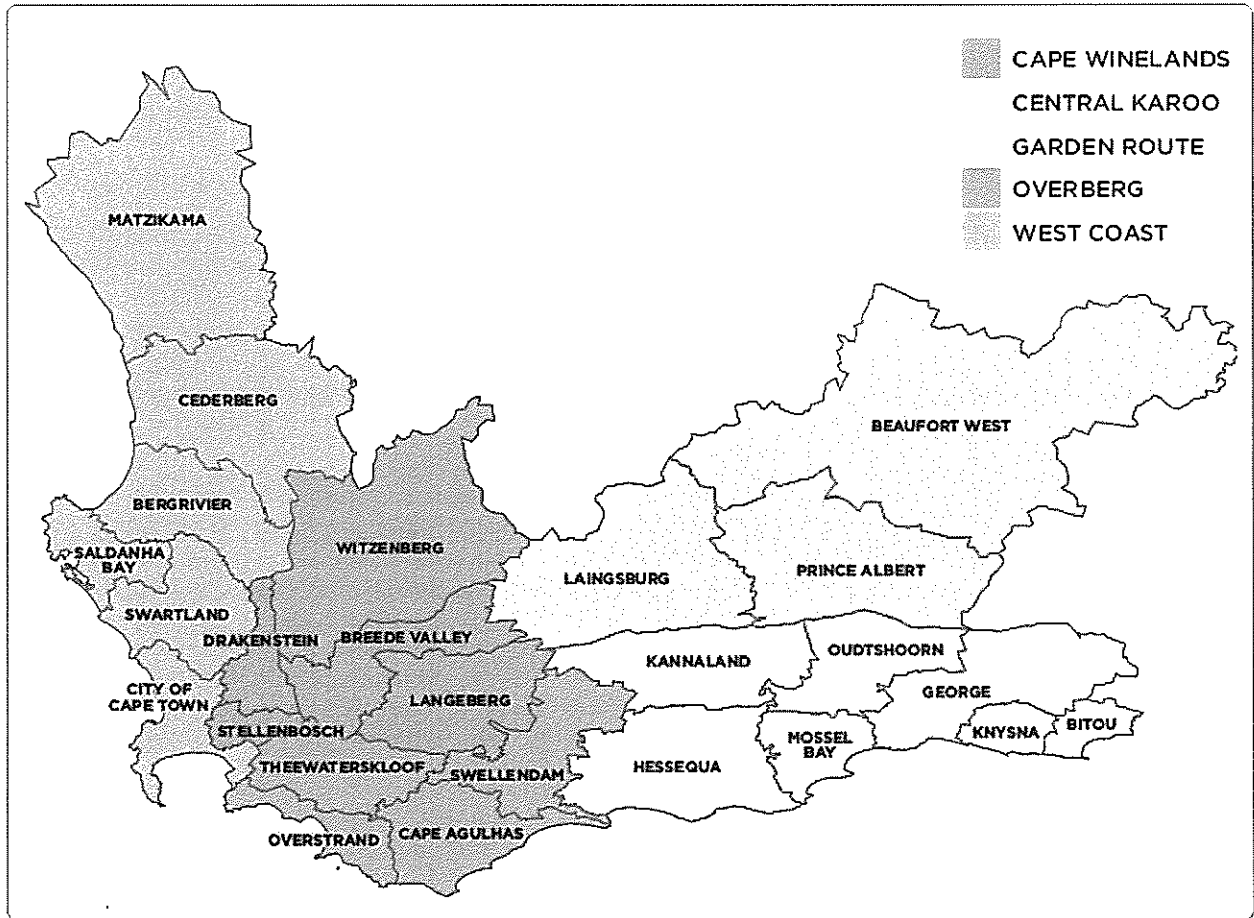 CAPE WINELANDS
CENTRAL KAROO
GARDEN ROUTE
OVERBERG
WEST COAST
MATZIKAMA
CEDERBERG
BEAUFORT WEST
BERGRIVIER
WITZENBERG
SALDANHA
BAY
LAINGSBURG
PRINCE ALBERT
SWARTLAND
DRAKENSTEIN
BREEDE VALLEY
KANNALAND
OUDTSHOORN
CITY OF
CAPE TOWN
LANGEBERG
GEORGE
STELLENBOSCH
MOSSEL
BAY
KNYSNA
BITOU
THEEWATERSKLOOF
SWELLENDAM
HESSEQUA
OVERSTRAND
CAPE AGULHAS